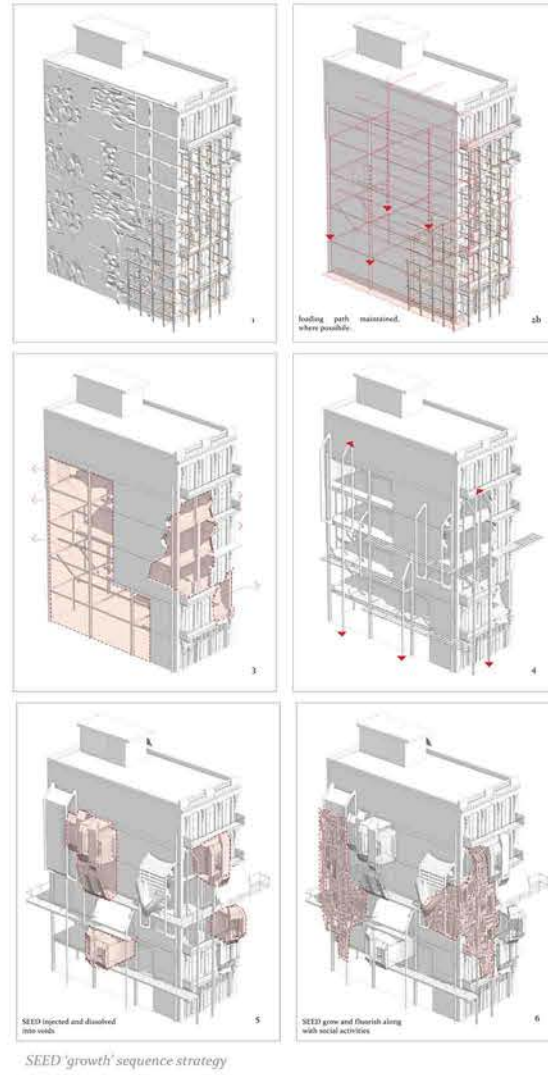 1
loading path maintained,
where possibile.
2b
3
4
SEED injected and dissolved
into voids
5
SEED grow and flourish along
with social activities
6
SEED 'growth' sequence strategy